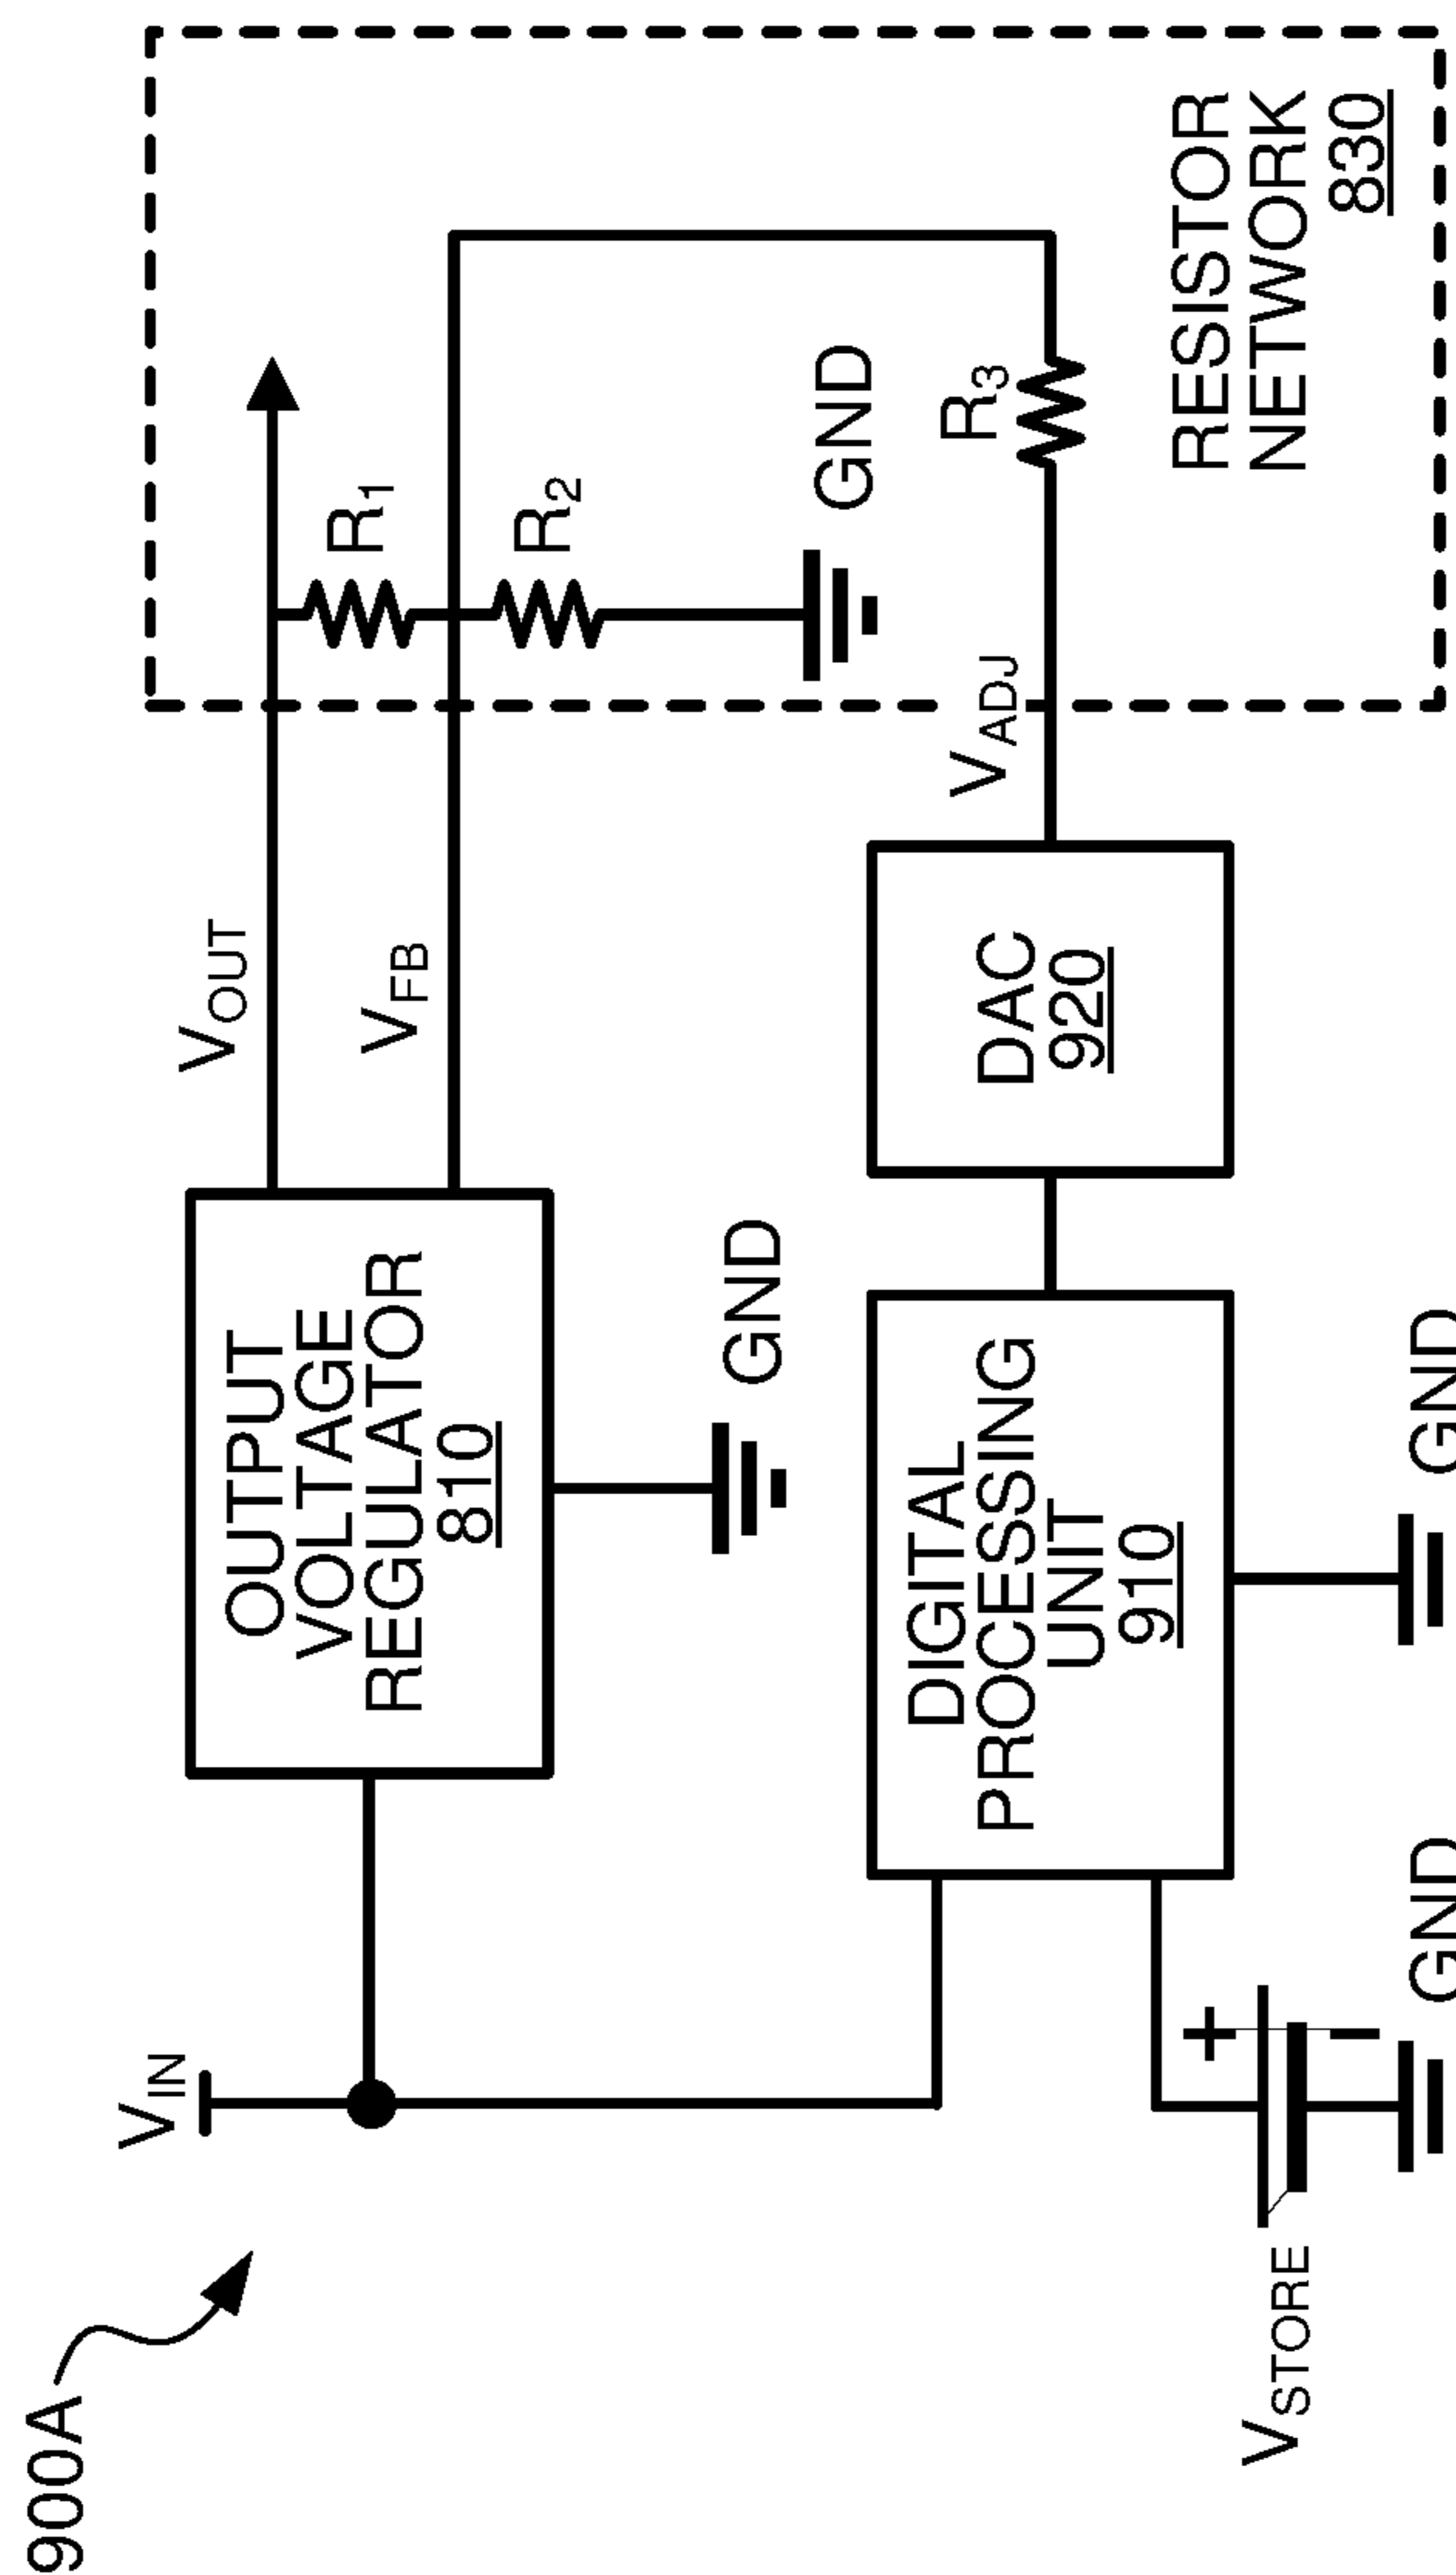 900A
V_IN
OUTPUT
VOLTAGE
REGULATOR
810
V_OUT
V_FB
GND
R_1
R_2
GND
R_3
RESISTOR
NETWORK
830
V_STORE
GND
DIGITAL
PROCESSING
UNIT
910
GND
DAC
920
V_ADJ